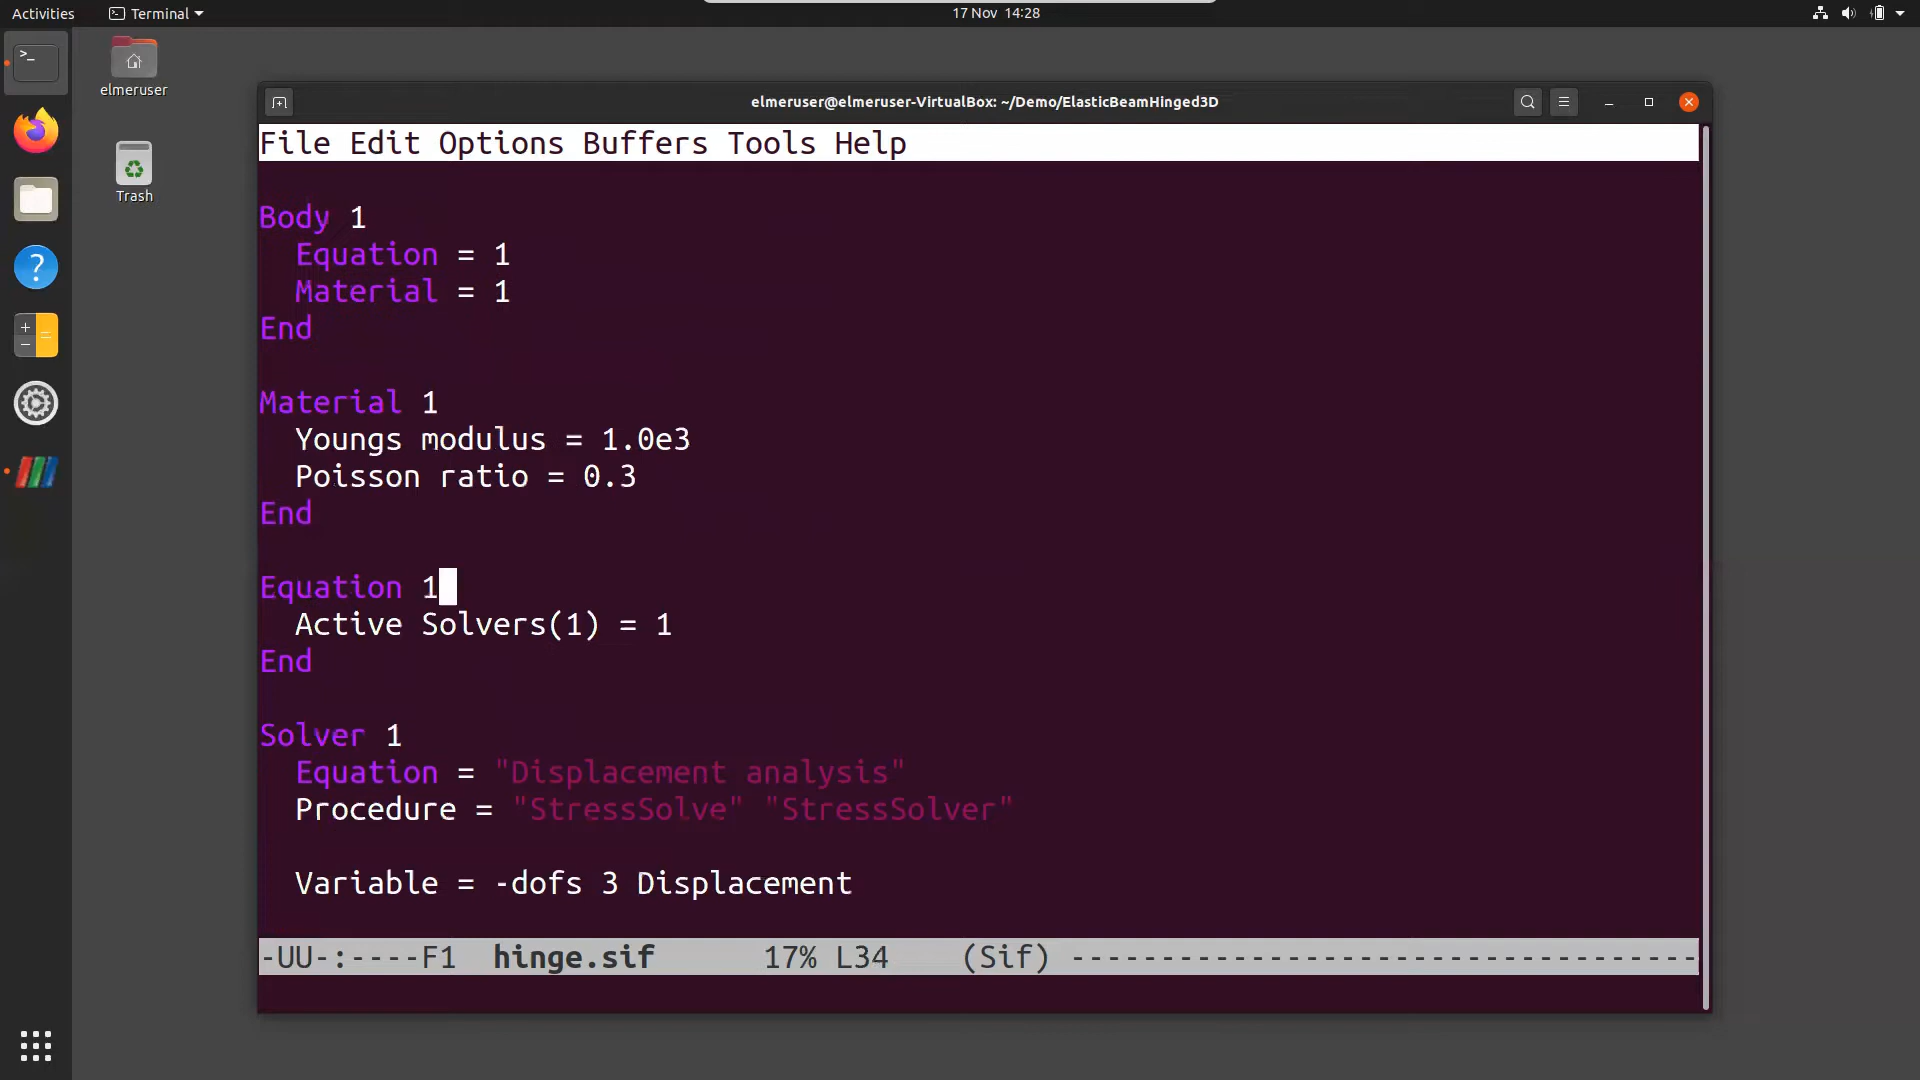 Activities
Terminal
17 Nov 14:28
elmeruser
Trash
elmeruser@elmeruser-VirtualBox: ~/Demo/ElasticBeamHinged3D
File Edit Options Buffers Tools Help
Body 1
Equation = 1
Material = 1
End
Material 1
Youngs modulus = 1.0e3
Poisson ratio = 0.3
End
Equation 1
Active Solvers(1) = 1
End
Solver 1
Equation = "Displacement analysis"
Procedure = "StressSolve" "StressSolver"
Variable = -dofs 3 Displacement
-UU-:----F1  hinge.sif      17% L34    (Sif) -----------------------------------